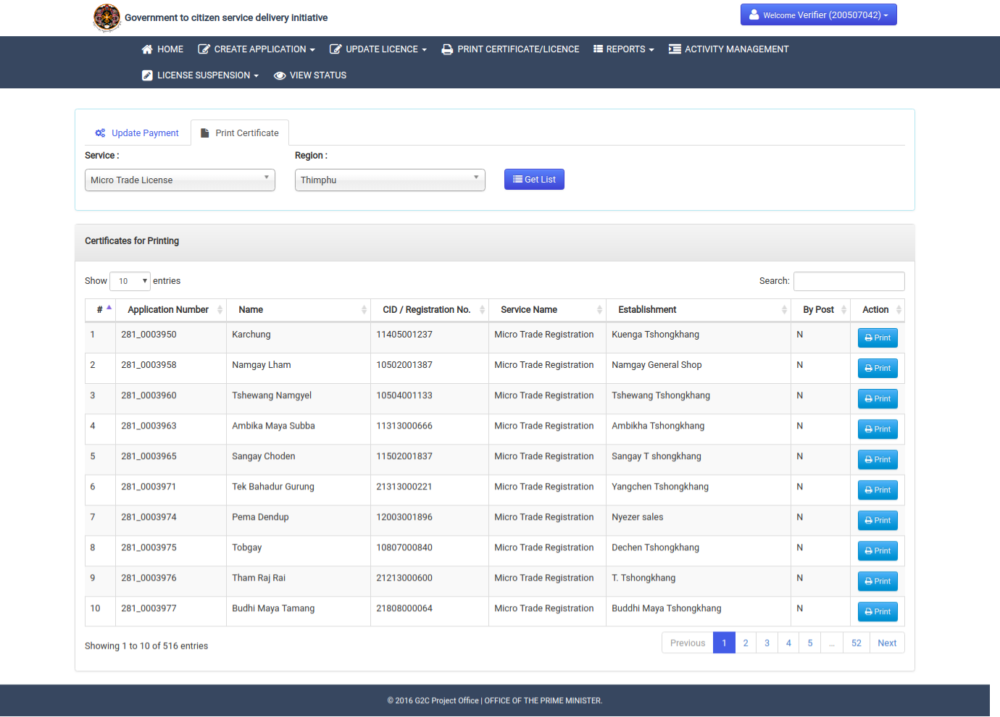 Government to citizen service delivery initiative
Welcome Verifier (200507042)
HOME CREATE APPLICATION UPDATE LICENCE PRINT CERTIFICATE/LICENCE REPORTS ACTIVITY MANAGEMENT
LICENSE SUSPENSION VIEW STATUS
Update Payment Print Certificate
Service : Region :
Micro Trade License Thimphu Get List
Certificates for Printing
Show 10 entries Search:
# Application Number Name CID / Registration No. Service Name Establishment By Post Action
1 281_0003950 Karchung 11405001237 Micro Trade Registration Kuenga Tshongkhang N Print
2 281_0003958 Namgay Lham 10502001387 Micro Trade Registration Namgay General Shop N Print
3 281_0003960 Tshewang Namgyel 10504001133 Micro Trade Registration Tshewang Tshongkhang N Print
4 281_0003963 Ambika Maya Subba 11313000666 Micro Trade Registration Ambikha Tshongkhang N Print
5 281_0003965 Sangay Choden 11502001837 Micro Trade Registration Sangay T shongkhang N Print
6 281_0003971 Tek Bahadur Gurung 21313000221 Micro Trade Registration Yangchen Tshongkhang N Print
7 281_0003974 Pema Dendup 12003001896 Micro Trade Registration Nyezer sales N Print
8 281_0003975 Tobgay 10807000840 Micro Trade Registration Dechen Tshongkhang N Print
9 281_0003976 Tham Raj Rai 21213000600 Micro Trade Registration T. Tshongkhang N Print
10 281_0003977 Budhi Maya Tamang 21808000064 Micro Trade Registration Buddhi Maya Tshongkhang N Print
Showing 1 to 10 of 516 entries Previous 1 2 3 4 5 … 52 Next
© 2016 G2C Project Office | OFFICE OF THE PRIME MINISTER.